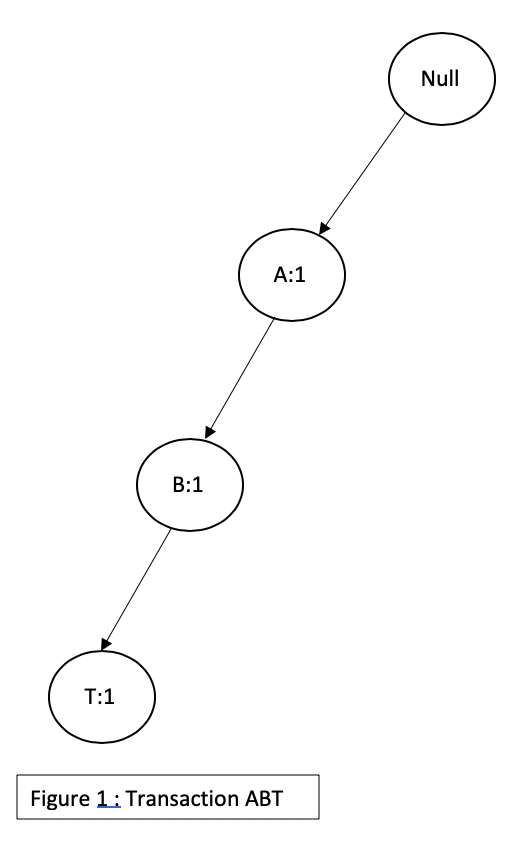 Null
A:1
B:1
T:1
Figure 1 : Transaction ABT